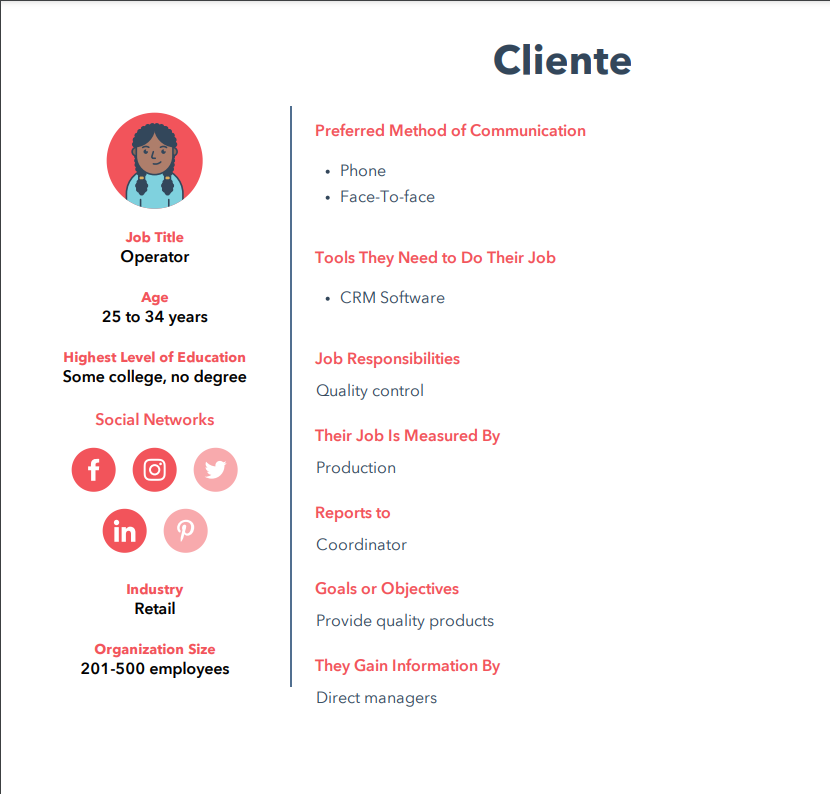 Cliente
Job Title
Operator
Age
25 to 34 years
Highest Level of Education
Some college, no degree
Social Networks
in
Industry
Retail
Organization Size
201-500 employees
Preferred Method of Communication
• Phone
• Face-To-face
Tools They Need to Do Their Job
• CRM Software
Job Responsibilities
Quality control
Their Job Is Measured By
Production
Reports to
Coordinator
Goals or Objectives
Provide quality products
They Gain Information By
Direct managers